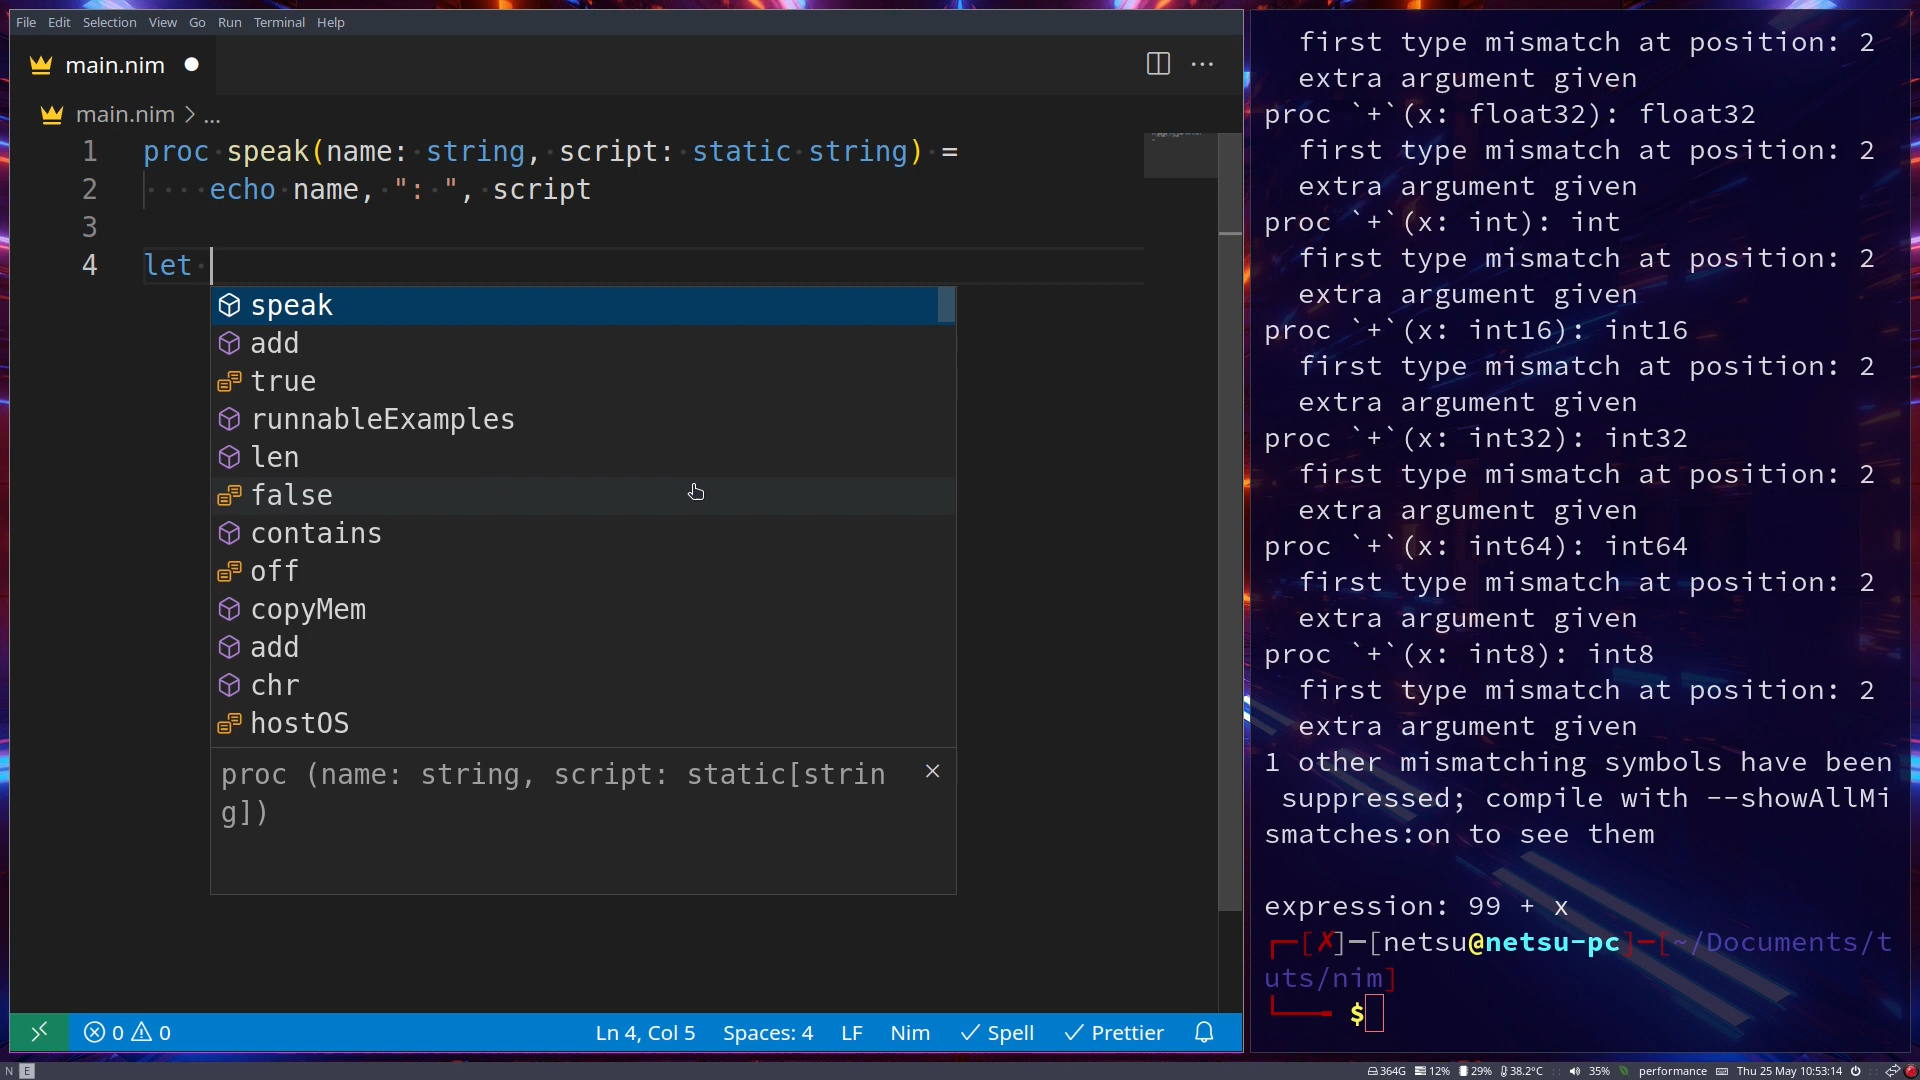 File Edit Selection View Go Run Terminal Help
main.nim
main.nim > ...
1 proc speak(name: string, script: static string) =
2 echo name, ": ", script
3
4 let
speak
add
true
runnableExamples
len
false
contains
off
copyMem
add
chr
hostOS
proc (name: string, script: static[strin
g])
0 0 Ln 4, Col 5 Spaces: 4 LF Nim Spell Prettier
first type mismatch at position: 2
extra argument given
proc `+`(x: float32): float32
first type mismatch at position: 2
extra argument given
proc `+`(x: int): int
first type mismatch at position: 2
extra argument given
proc `+`(x: int16): int16
first type mismatch at position: 2
extra argument given
proc `+`(x: int32): int32
first type mismatch at position: 2
extra argument given
proc `+`(x: int64): int64
first type mismatch at position: 2
extra argument given
proc `+`(x: int8): int8
first type mismatch at position: 2
extra argument given
1 other mismatching symbols have been
suppressed; compile with --showAllMi
smatches:on to see them
expression: 99 + x
┌─[✗]─[netsu@netsu-pc]─[~/Documents/t
uts/nim]
└──╼ $
N E 364G 12% 29% 38.2°C 35% performance Thu 25 May 10:53:14